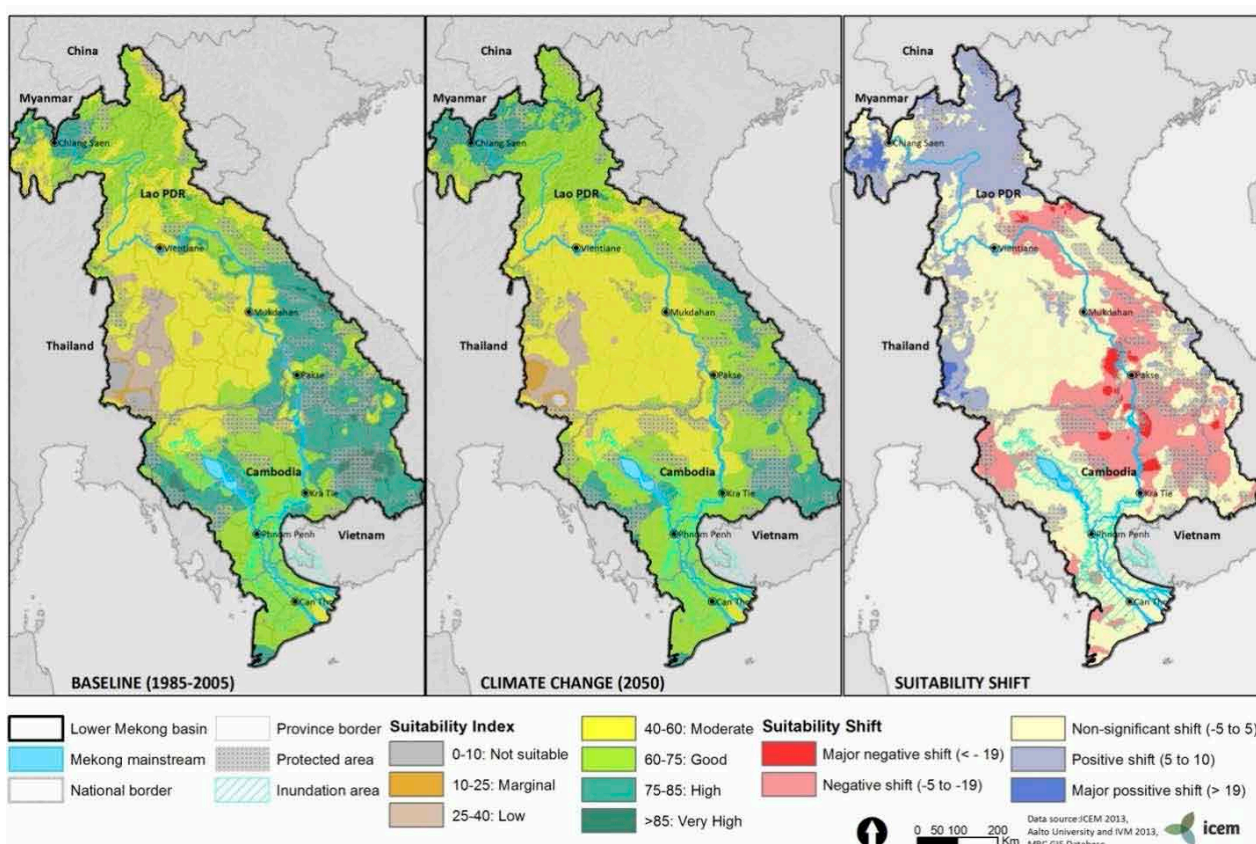 China
Myanmar
Chiang Saen
Lao PDR
Vientiane
Mukdahan
Thailand
Pakse
Cambodia
Kra Tie
Phnom Penh
Vietnam
Can Tho
BASELINE (1985-2005)
China
Myanmar
Chiang Saen
Lao PDR
Vientiane
Mukdahan
Thailand
Pakse
Cambodia
Kra Tie
Phnom Penh
Vietnam
Can
CLIMATE CHANGE (2050)
China
Myanmar
Chiang Saen
Lao PDR
Vientiane
Mukdahan
Thailand
Pakse
Cambodia
Kra Tie
Phnom Penh
Vietnam
Can Tho
SUITABILITY SHIFT
Lower Mekong basin
Mekong mainstream
National border
Province border
Protected area
Inundation area
Suitability Index
0-10: Not suitable
10-25: Marginal
25-40: Low
40-60: Moderate
60-75: Good
75-85: High
>85: Very High
Suitability Shift
Major negative shift (< - 19)
Negative shift (-5 to -19)
Non-significant shift (-5 to 5)
Positive shift (5 to 10)
Major possitive shift (> 19)
0 50 100 200
Km
Data source:ICEM 2013,
Aalto University and IVM 2013,
MRC GIS Database
icem